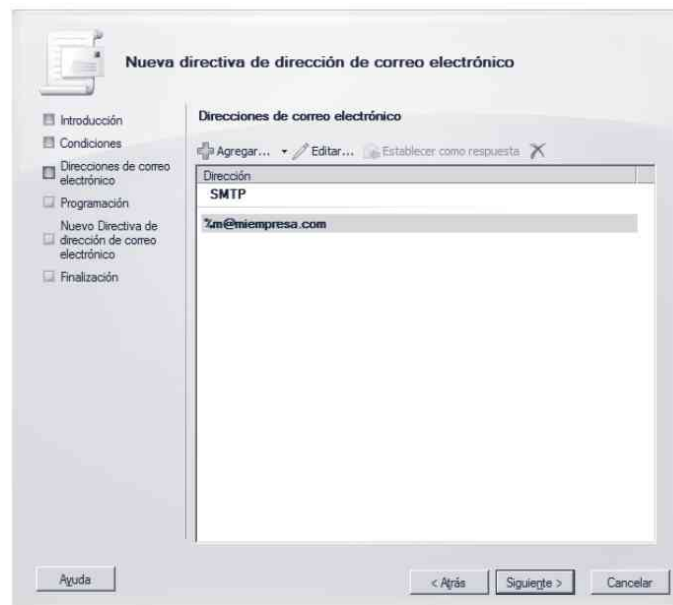 Nueva directiva de dirección de correo electrónico
Introducción
Condiciones
Direcciones de correo
electrónico
Programación
Nuevo Directiva de
dirección de correo
electrónico
Finalización
Direcciones de correo electrónico
Agregar... Editar... Establecer como respuesta
Dirección
SMTP
%m@miempresa.com
Ayuda
< Atrás Siguiente > Cancelar